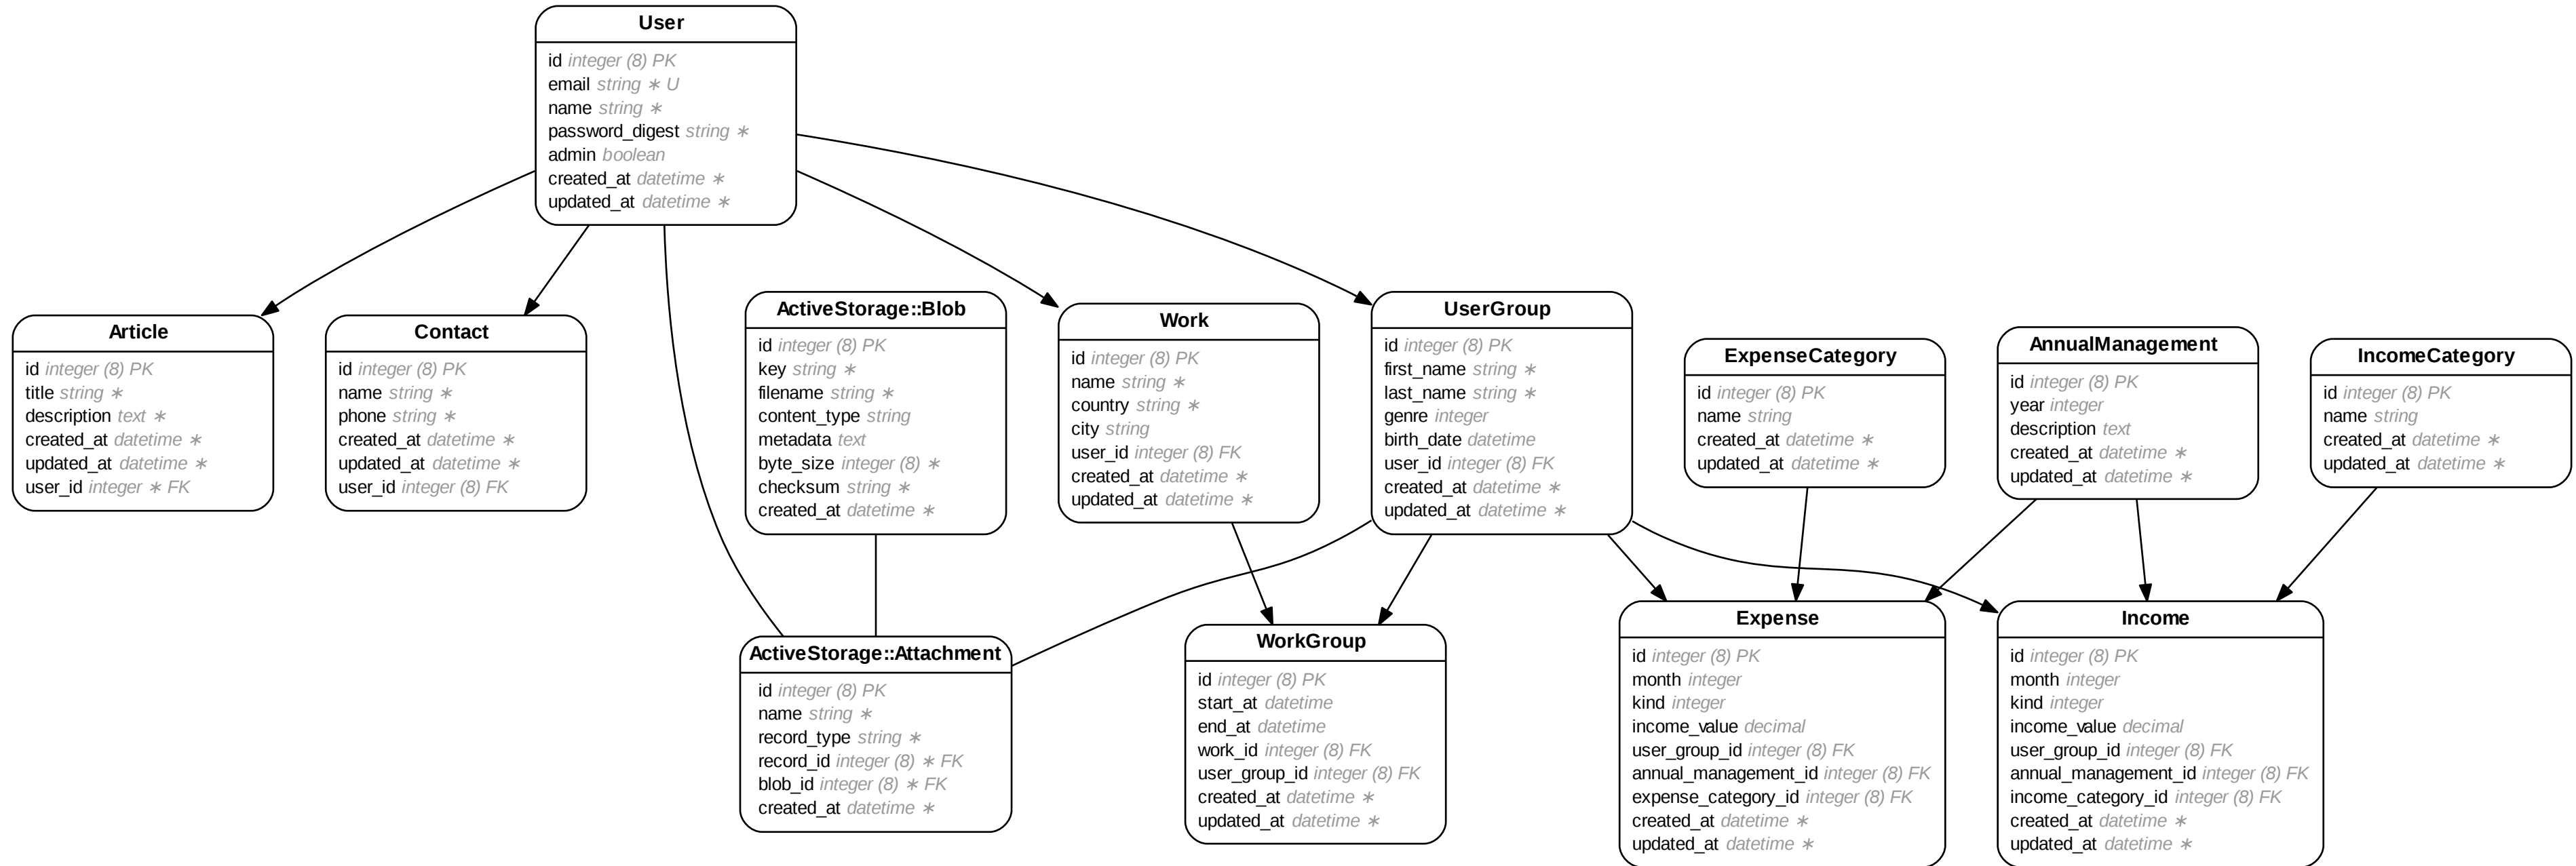 User
id integer (8) PK
email string ∗ U
name string ∗
password_digest string ∗
admin boolean
created_at datetime ∗
updated_at datetime ∗
Article
id integer (8) PK
title string ∗
description text ∗
created_at datetime ∗
updated_at datetime ∗
user_id integer ∗ FK
Contact
id integer (8) PK
name string ∗
phone string ∗
created_at datetime ∗
updated_at datetime ∗
user_id integer (8) FK
ActiveStorage::Blob
id integer (8) PK
key string ∗
filename string ∗
content_type string
metadata text
byte_size integer (8) ∗
checksum string ∗
created_at datetime ∗
Work
id integer (8) PK
name string ∗
country string ∗
city string
user_id integer (8) FK
created_at datetime ∗
updated_at datetime ∗
UserGroup
id integer (8) PK
first_name string ∗
last_name string ∗
genre integer
birth_date datetime
user_id integer (8) FK
created_at datetime ∗
updated_at datetime ∗
ExpenseCategory
id integer (8) PK
name string
created_at datetime ∗
updated_at datetime ∗
AnnualManagement
id integer (8) PK
year integer
description text
created_at datetime ∗
updated_at datetime ∗
IncomeCategory
id integer (8) PK
name string
created_at datetime ∗
updated_at datetime ∗
ActiveStorage::Attachment
id integer (8) PK
name string ∗
record_type string ∗
record_id integer (8) ∗ FK
blob_id integer (8) ∗ FK
created_at datetime ∗
WorkGroup
id integer (8) PK
start_at datetime
end_at datetime
work_id integer (8) FK
user_group_id integer (8) FK
created_at datetime ∗
updated_at datetime ∗
Expense
id integer (8) PK
month integer
kind integer
income_value decimal
user_group_id integer (8) FK
annual_management_id integer (8) FK
expense_category_id integer (8) FK
created_at datetime ∗
updated_at datetime ∗
Income
id integer (8) PK
month integer
kind integer
income_value decimal
user_group_id integer (8) FK
annual_management_id integer (8) FK
income_category_id integer (8) FK
created_at datetime ∗
updated_at datetime ∗